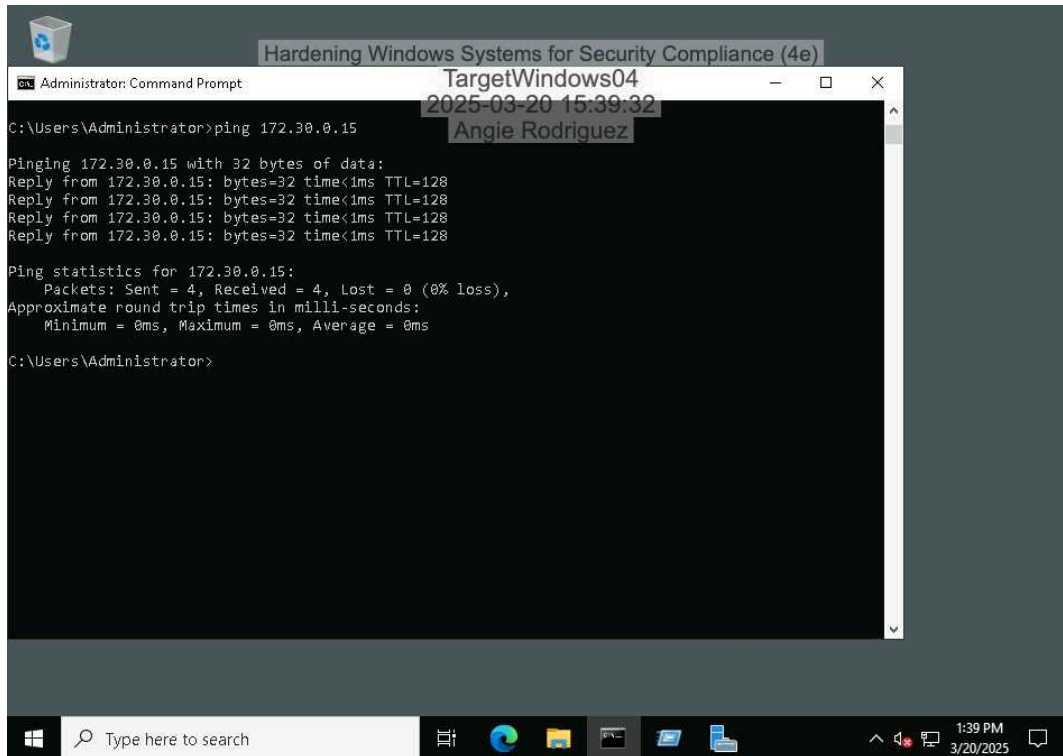 Hardening Windows Systems for Security Compliance (4e)
Administrator: Command Prompt
TargetWindows04
2025-03-20 15:39:32
Angie Rodriguez
C:\Users\Administrator>ping 172.30.0.15
Pinging 172.30.0.15 with 32 bytes of data:
Reply from 172.30.0.15: bytes=32 time<1ms TTL=128
Reply from 172.30.0.15: bytes=32 time<1ms TTL=128
Reply from 172.30.0.15: bytes=32 time<1ms TTL=128
Reply from 172.30.0.15: bytes=32 time<1ms TTL=128
Ping statistics for 172.30.0.15:
Packets: Sent = 4, Received = 4, Lost = 0 (0% loss),
Approximate round trip times in milli-seconds:
Minimum = 0ms, Maximum = 0ms, Average = 0ms
C:\Users\Administrator>
Type here to search
1:39 PM
3/20/2025